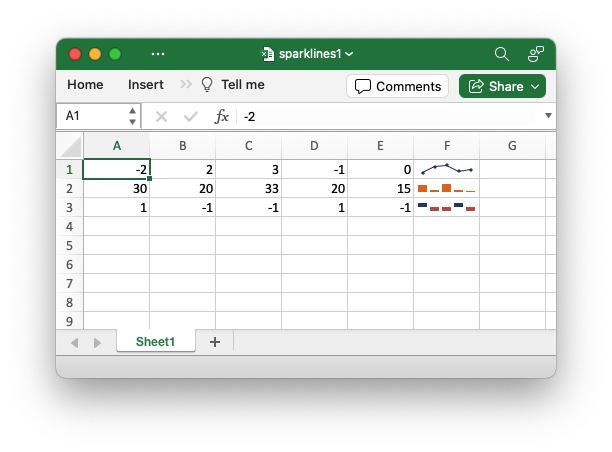 sparklines1
Home Insert Tell me Comments Share
A1 fx -2
A B C D E F G
1 -2 2 3 -1 0
2 30 20 33 20 15
3 1 -1 -1 1 -1
4
5
6
7
8
9
Sheet1 +